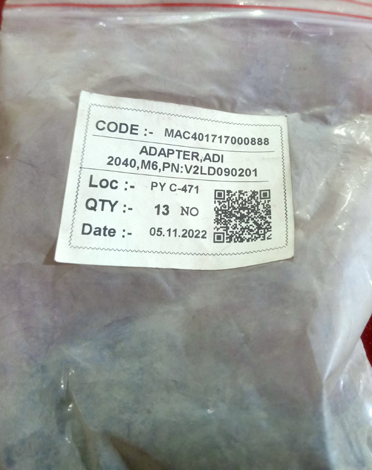 CODE :- MAC401717000888
ADAPTER,ADI
2040,M6,PN:V2LD090201
Loc :- PY C-471
QTY :- 13 NO
Date :- 05.11.2022